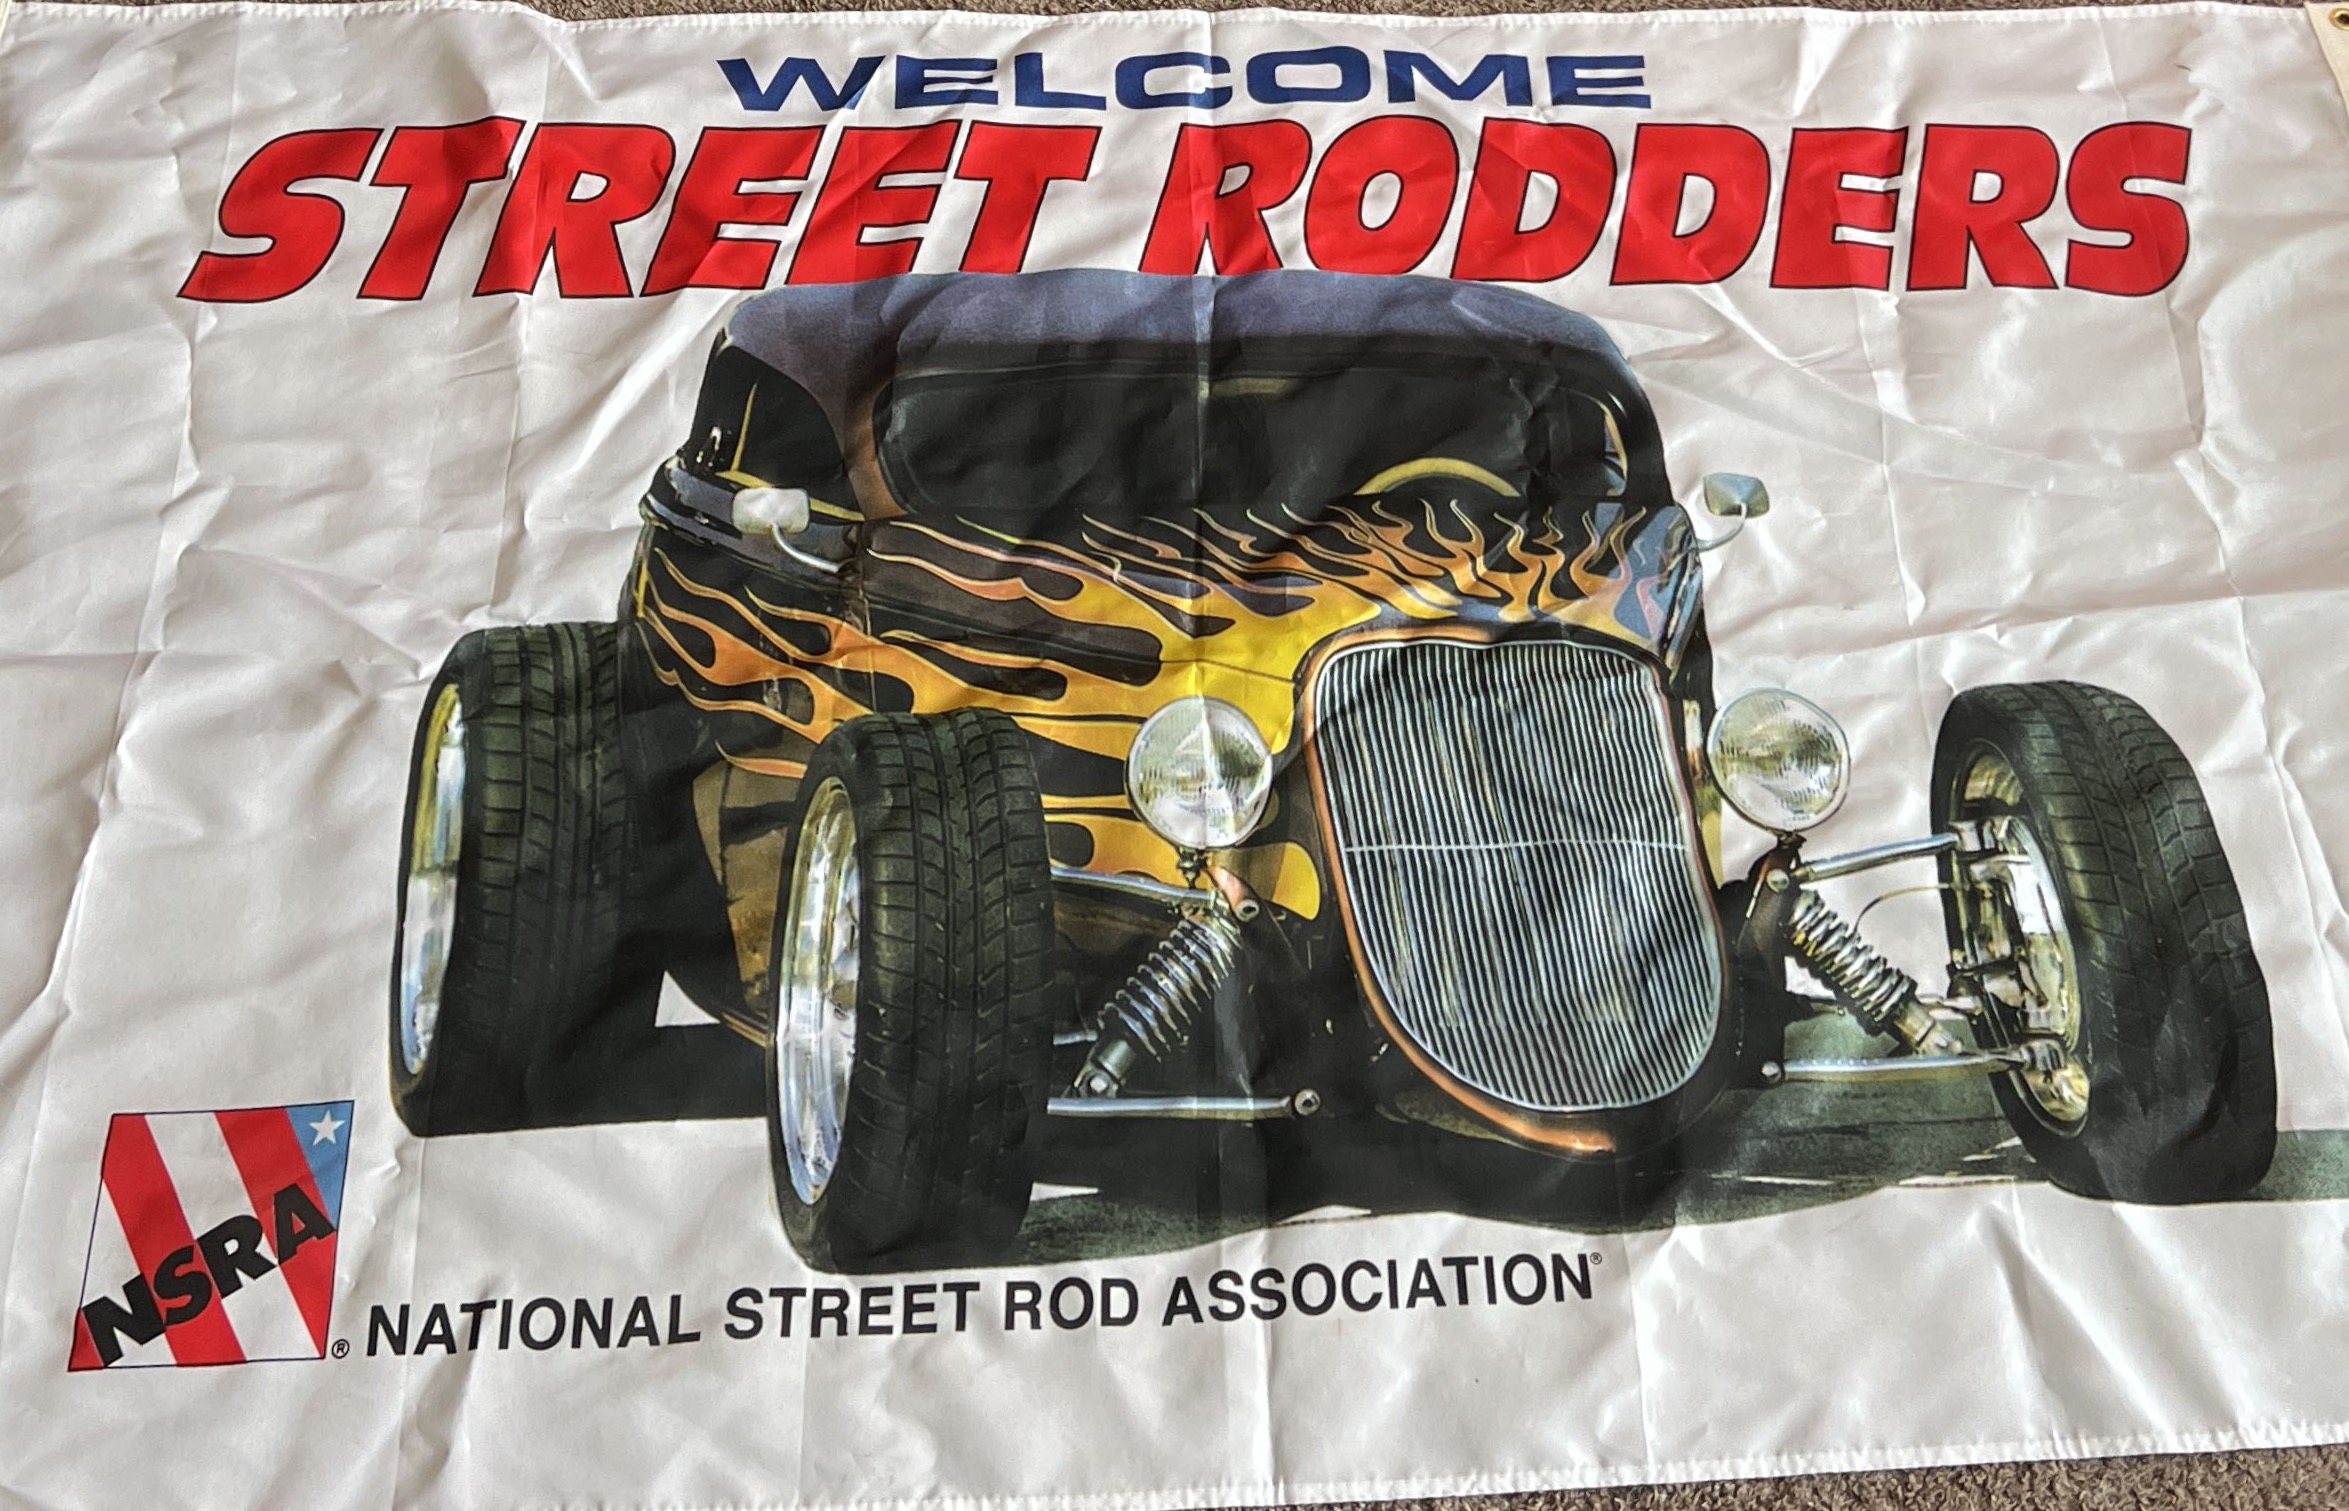 WELCOME
STREET RODDERS
NSRA®
NATIONAL STREET ROD ASSOCIATION®